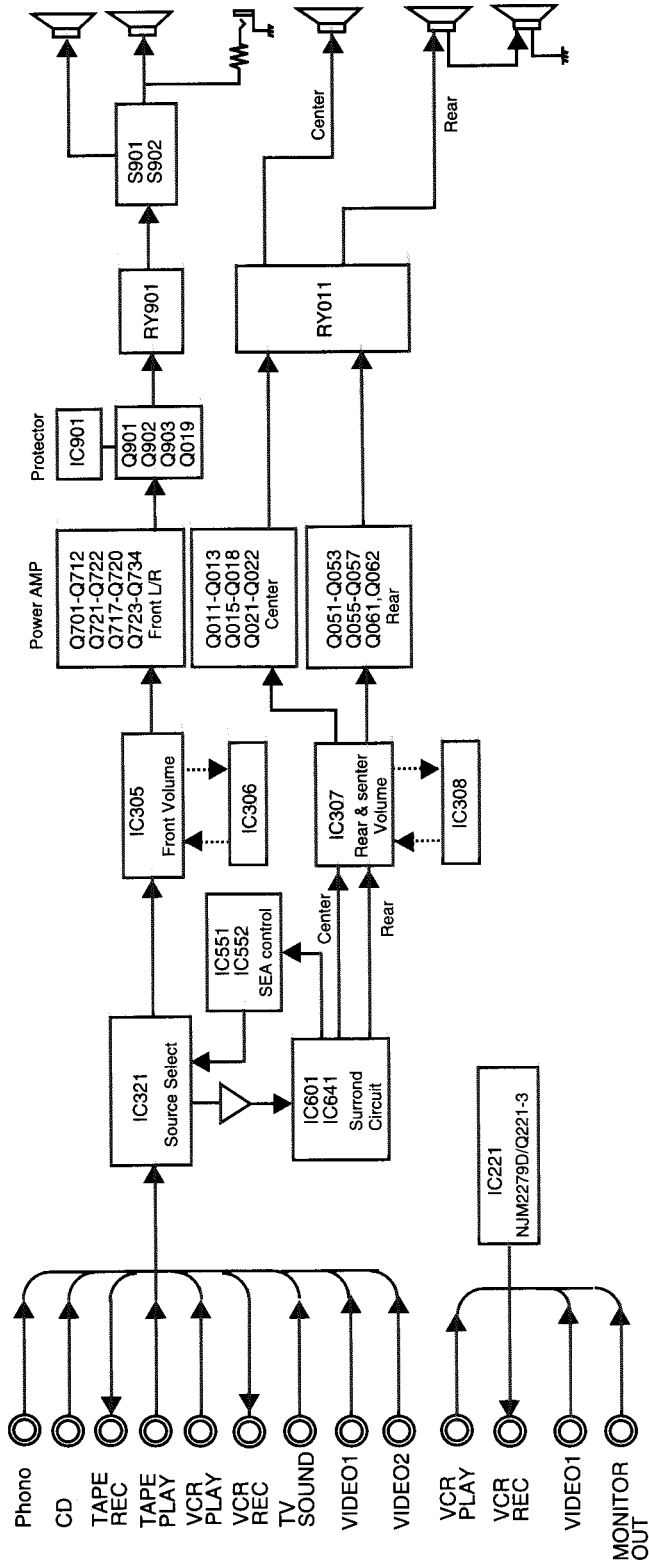 Phono
CD
TAPE
REC
TAPE
PLAY
VCR
PLAY
VCR
REC
TV
SOUND
VIDEO1
VIDEO2
VCR
PLAY
VCR
REC
VIDEO1
MONITOR
OUT
IC321
Source Select
IC551
IC552
SEA control
IC601
IC641
Surrond
Circuit
IC221
NJM2279D/Q221-3
Center
Rear
IC305
Front Volume
IC306
IC307
Rear & senter
Volume
IC308
Power AMP
Q701-Q712
Q721-Q722
Q717-Q720
Q723-Q734
Front L/R
Q011-Q013
Q015-Q018
Q021-Q022
Center
Q051-Q053
Q055-Q057
Q061,Q062
Rear
Protector
IC901
Q901
Q902
Q903
Q019
RY901
RY011
S901
S902
Center
Rear